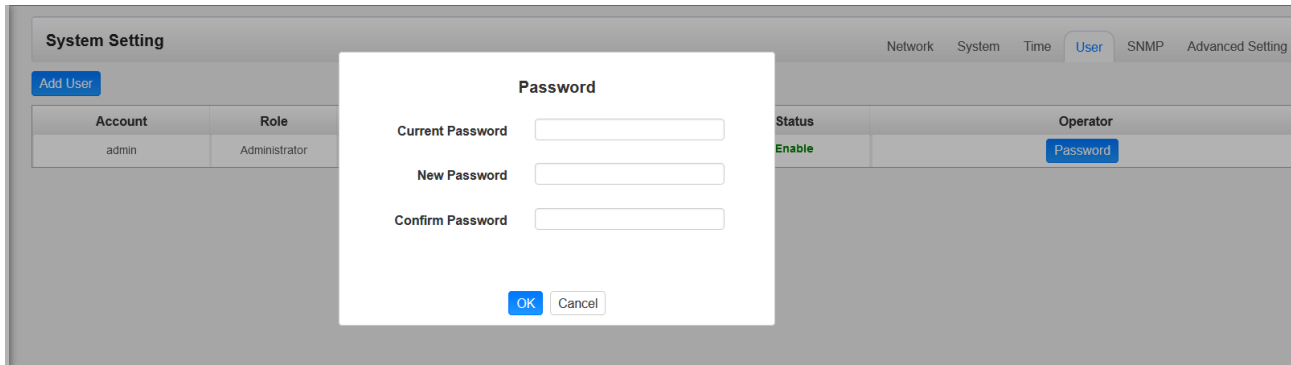 System Setting
Network System Time User SNMP Advanced Setting
Add User
Account Role Status Operator
admin Administrator Enable Password
Password
Current Password
New Password
Confirm Password
OK Cancel